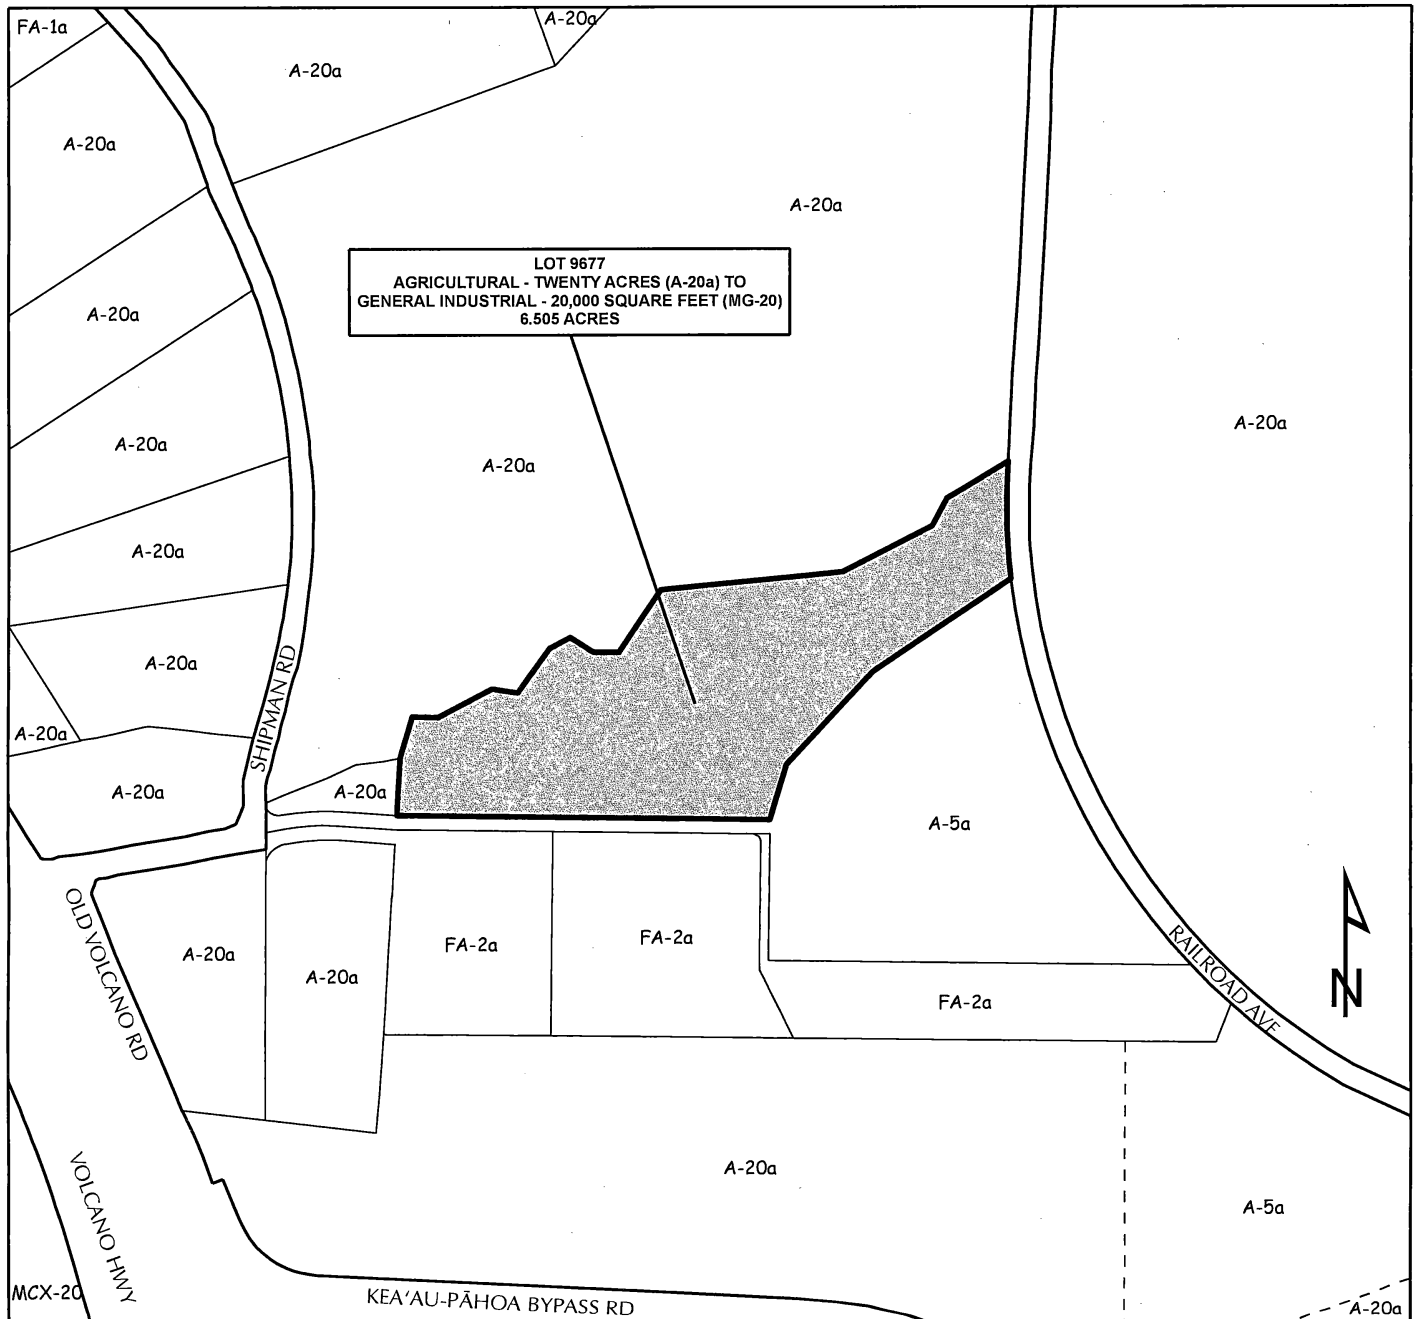 FA-1a
A-20a
A-20a
A-20a
A-20a
A-20a
LOT 9677
AGRICULTURAL - TWENTY ACRES (A-20a) TO
GENERAL INDUSTRIAL - 20,000 SQUARE FEET (MG-20)
6.505 ACRES
A-20a
A-20a
A-20a
A-20a
A-20a
A-20a
SHIPMAN RD
A-20a
A-20a
A-20a
A-5a
OLD VOLCANO RD
A-20a
A-20a
FA-2a
FA-2a
FA-2a
RAILROAD AVE
N
A-20a
A-5a
VOLCANO HWY
MCX-20
KEAʻAU-PĀHOA BYPASS RD
A-20a